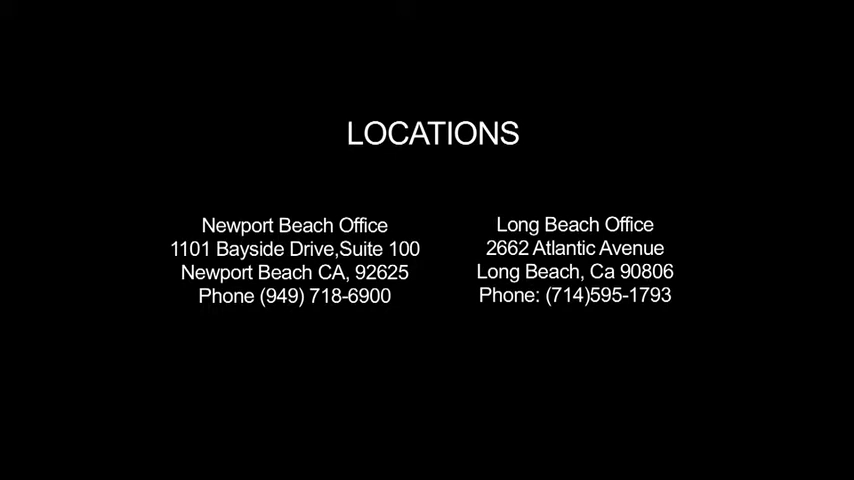 LOCATIONS
Newport Beach Office
1101 Bayside Drive,Suite 100
Newport Beach CA, 92625
Phone (949) 718-6900
Long Beach Office
2662 Atlantic Avenue
Long Beach, Ca 90806
Phone: (714)595-1793